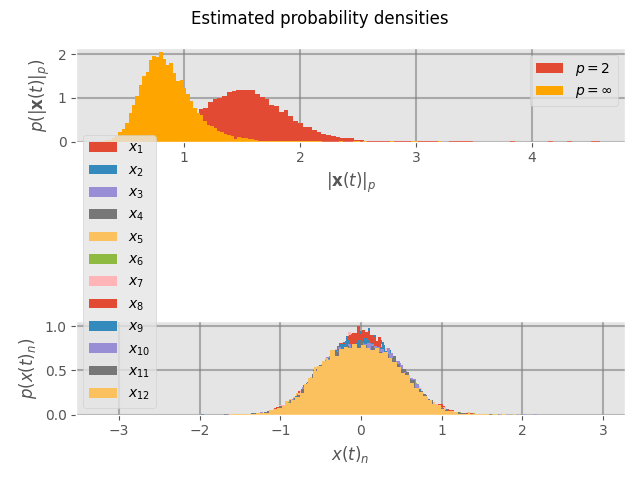 Estimated probability densities
p(|x(t)|_p)
2
1
0
p = 2
p = ∞
1 2 3 4
|x(t)|_p
x_1
x_2
x_3
x_4
x_5
x_6
x_7
x_8
x_9
x_10
x_11
x_12
p(x(t)_n)
1.0
0.5
0.0
−3 −2 −1 0 1 2 3
x(t)_n